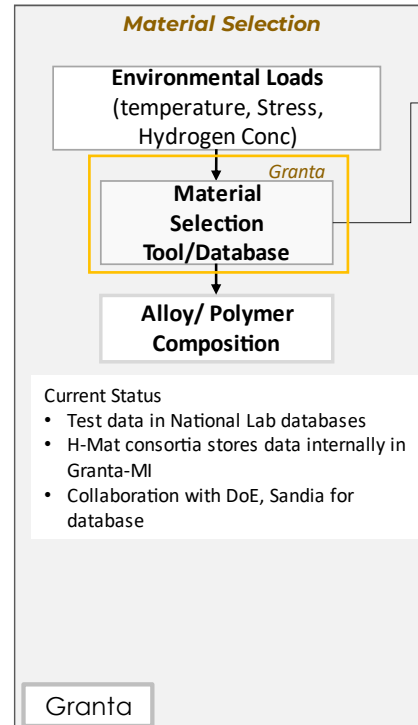 Material Selection
Environmental Loads
(temperature, Stress,
Hydrogen Conc)
Granta
Material
Selection
Tool/Database
Alloy/ Polymer
Composition
Current Status
• Test data in National Lab databases
• H-Mat consortia stores data internally in
Granta-MI
• Collaboration with DoE, Sandia for
database
Granta